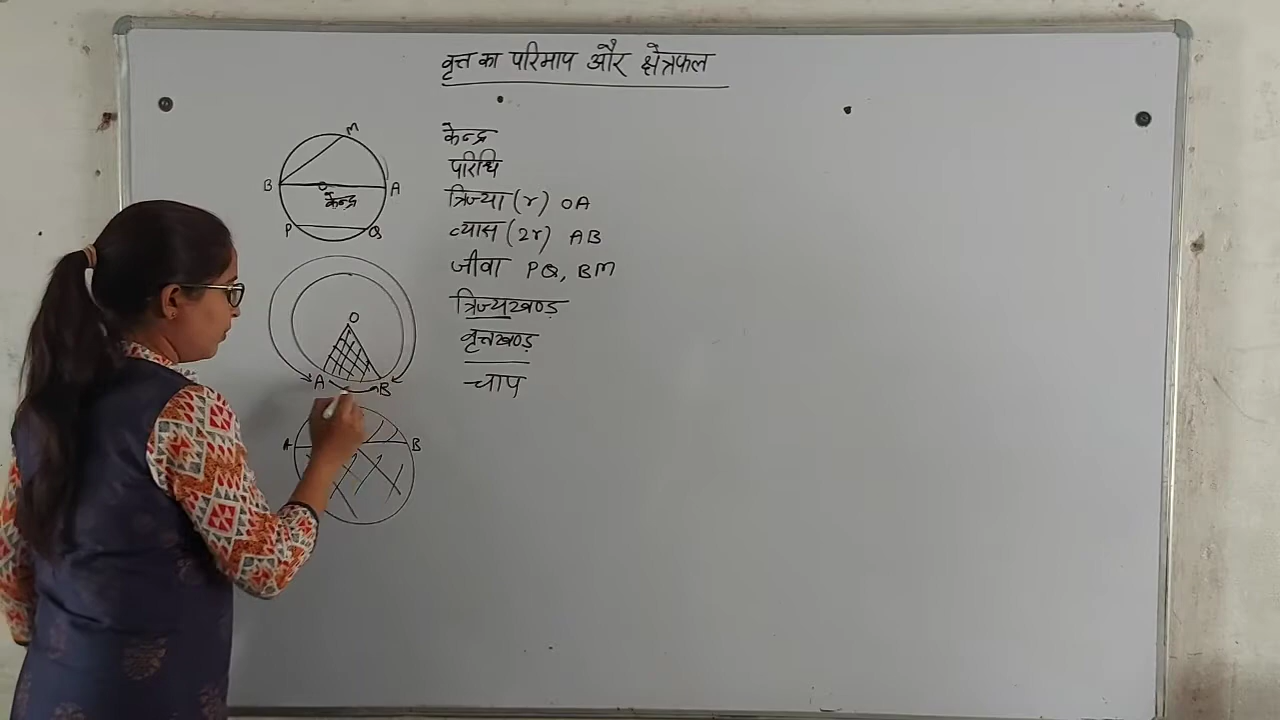 वृत्त का परिमाप और क्षेत्रफल
केन्द्र
परिधि
त्रिज्या (r) OA
व्यास (2r) AB
जीवा PQ, BM
त्रिज्यखण्ड़
वृत्तखण्ड़
चाप
M
B
O
A
केन्द्र
P
Q
O
A
B
A
B